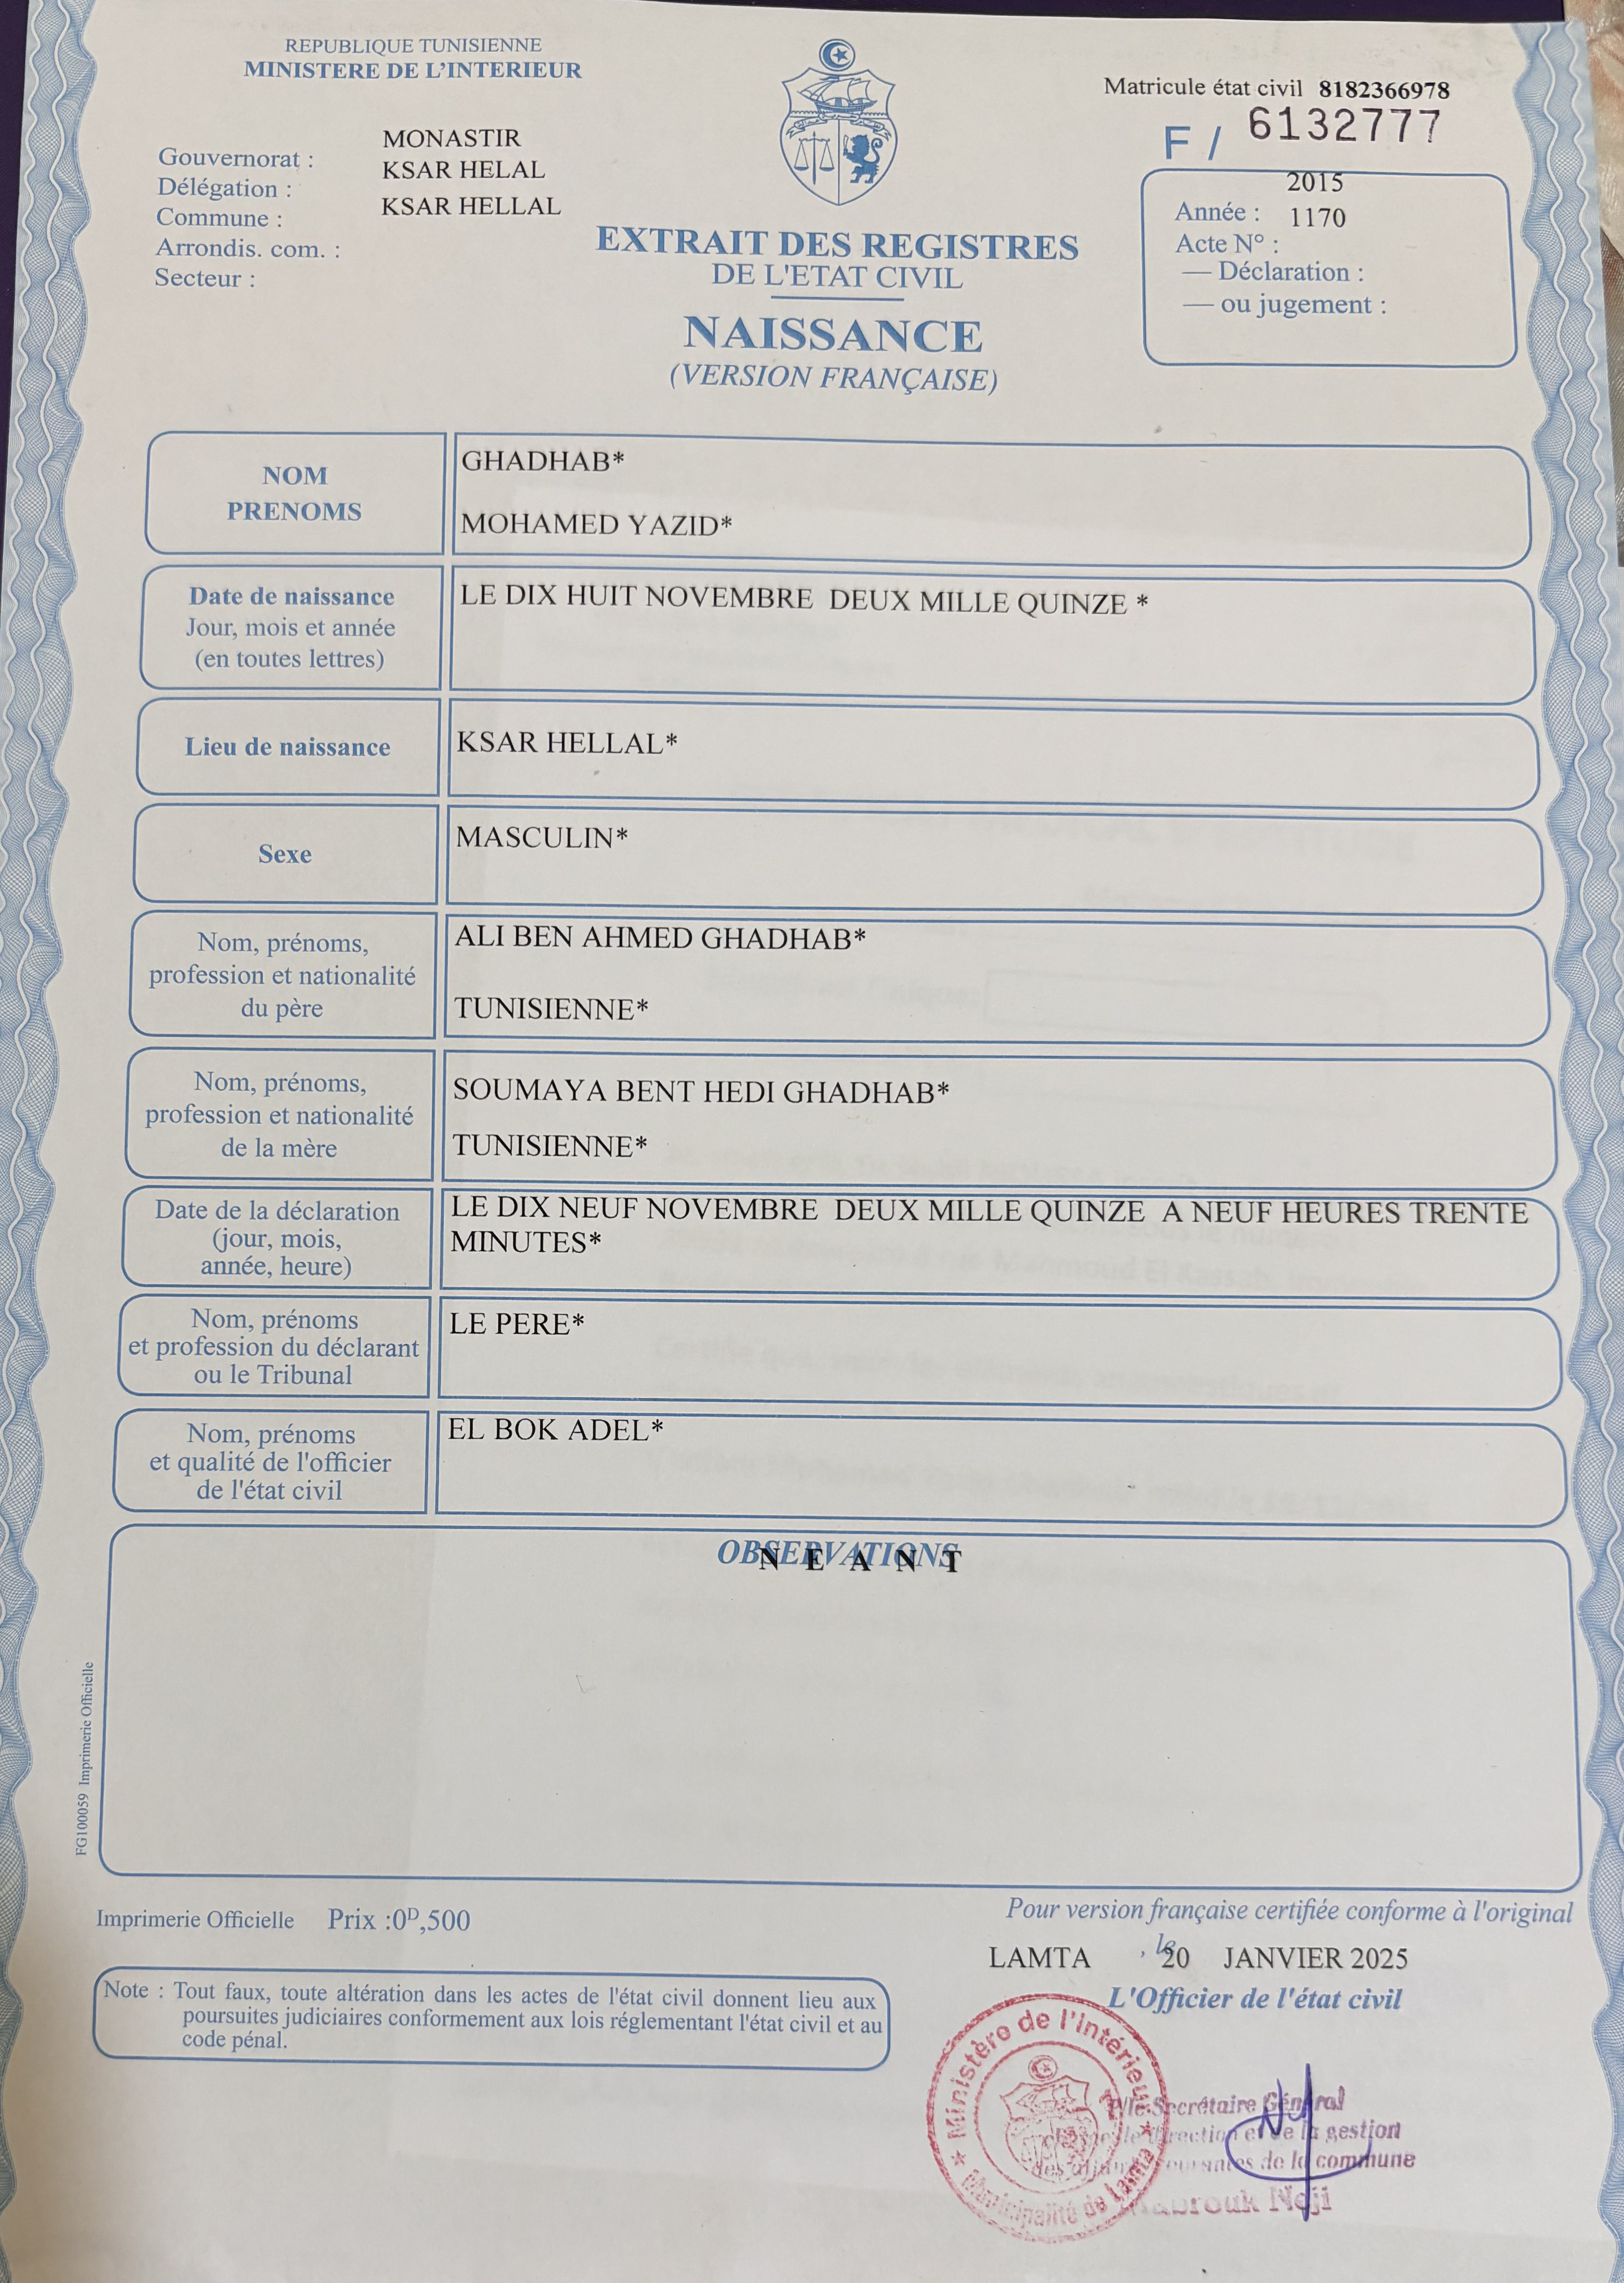 REPUBLIQUE TUNISIENNE
MINISTERE DE L'INTERIEUR
Matricule état civil 8182366978
F / 6132777
Gouvernorat : MONASTIR
Délégation : KSAR HELAL
Commune : KSAR HELLAL
Arrondis. com. :
Secteur :
EXTRAIT DES REGISTRES
DE L'ETAT CIVIL
NAISSANCE
(VERSION FRANÇAISE)
2015
Année : 1170
Acte N° :
— Déclaration :
— ou jugement :
NOM
PRENOMS
GHADHAB*
MOHAMED YAZID*
Date de naissance
Jour, mois et année
(en toutes lettres)
LE DIX HUIT NOVEMBRE DEUX MILLE QUINZE *
Lieu de naissance
KSAR HELLAL*
Sexe
MASCULIN*
Nom, prénoms,
profession et nationalité
du père
ALI BEN AHMED GHADHAB*
TUNISIENNE*
Nom, prénoms,
profession et nationalité
de la mère
SOUMAYA BENT HEDI GHADHAB*
TUNISIENNE*
Date de la déclaration
(jour, mois,
année, heure)
LE DIX NEUF NOVEMBRE DEUX MILLE QUINZE A NEUF HEURES TRENTE
MINUTES*
Nom, prénoms
et profession du déclarant
ou le Tribunal
LE PERE*
Nom, prénoms
et qualité de l'officier
de l'état civil
EL BOK ADEL*
OBSERVATIONS
N E A N T
FG100059 Imprimerie Officielle
Imprimerie Officielle Prix :0D,500
Note : Tout faux, toute altération dans les actes de l'état civil donnent lieu aux
poursuites judiciaires conformement aux lois réglementant l'état civil et au
code pénal.
Pour version française certifiée conforme à l'original
LAMTA , le 20 JANVIER 2025
L'Officier de l'état civil
Ministère de l'intérieur
Municipalité de Lamta
P/le Secrétaire Général
direction et de la gestion
des de la commune
Mabrouk Neji